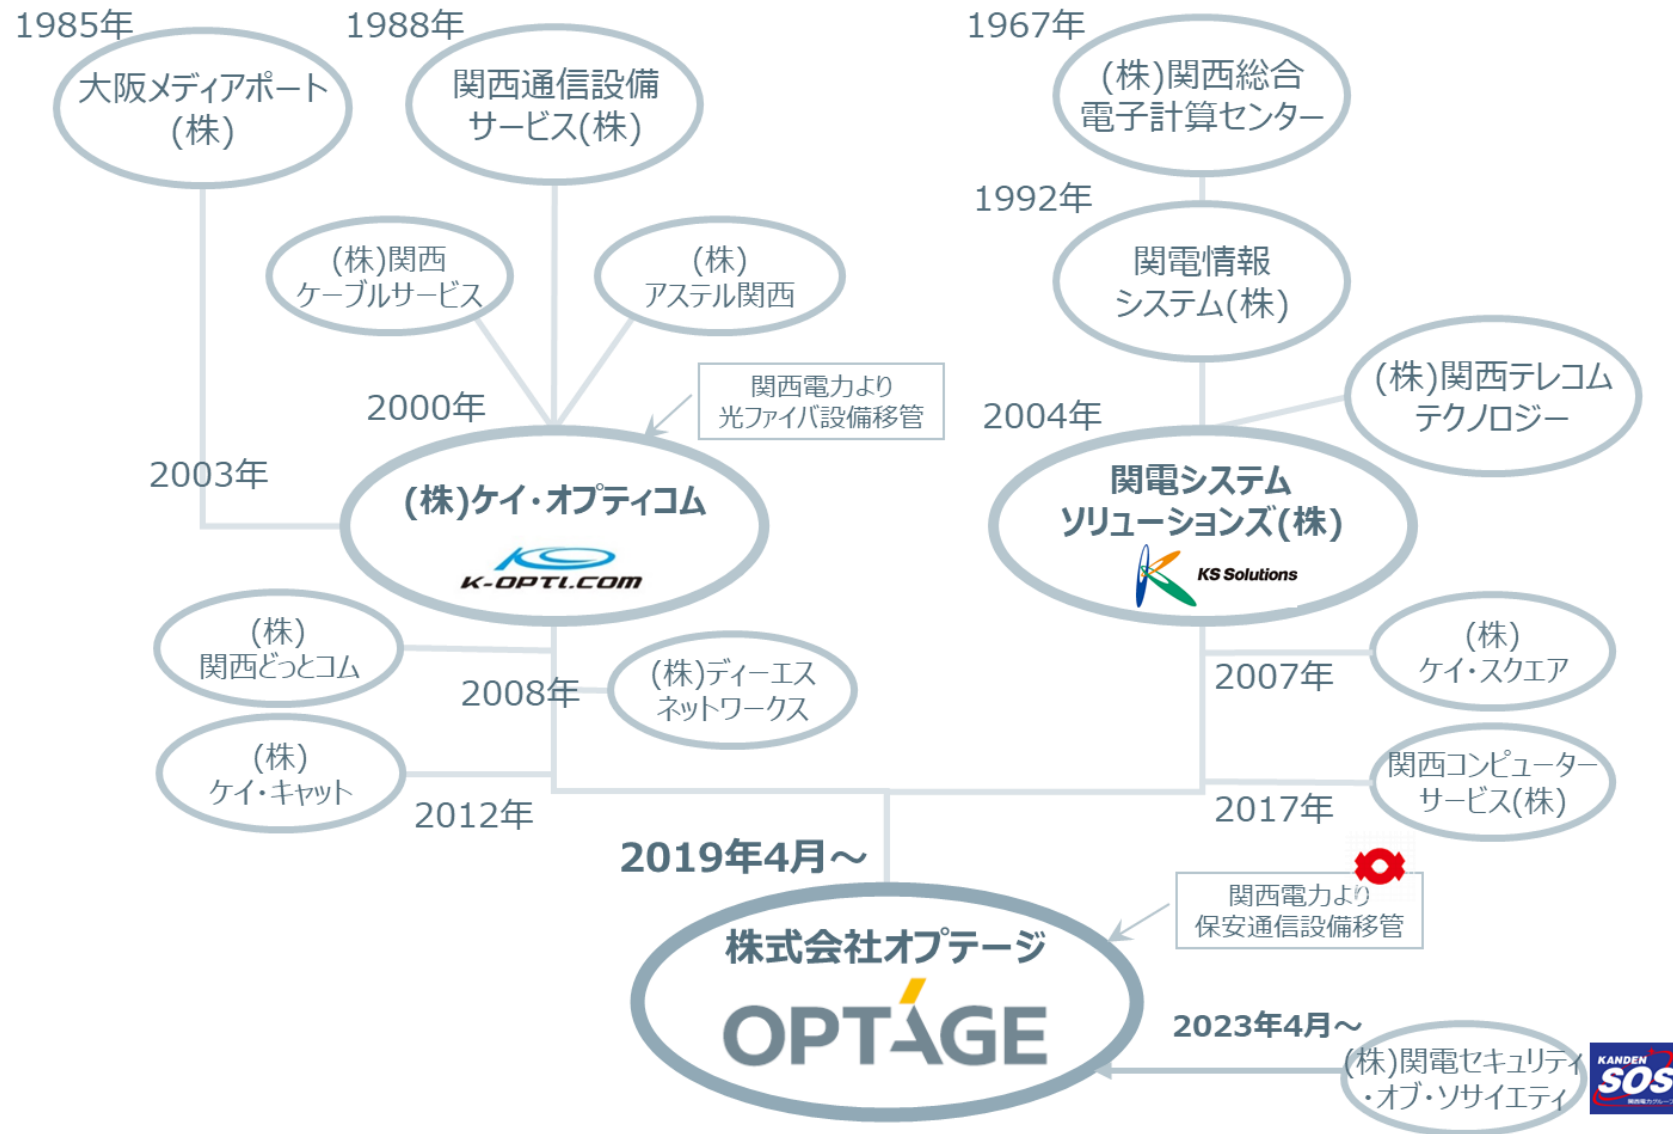 1985年
大阪メディアポート
(株)
1988年
関西通信設備
サービス(株)
1967年
(株)関西総合
電子計算センター
1992年
関電情報
システム(株)
(株)関西
ケーブルサービス
(株)
アステル関西
関西電力より
光ファイバ設備移管
2000年
2003年
(株)ケイ・オプティコム
K-OPTI.COM
2004年
(株)関西テレコム
テクノロジー
関電システム
ソリューションズ(株)
KS Solutions
(株)
関西どっとコム
2008年
(株)ディーエス
ネットワークス
(株)
ケイ・キャット
2012年
(株)
ケイ・スクエア
2007年
関西コンピューター
サービス(株)
2017年
2019年4月～
株式会社オプテージ
OPTAGE
関西電力より
保安通信設備移管
2023年4月～
(株)関電セキュリティ
・オブ・ソサイエティ
KANDEN
SOS
関西電力グループ